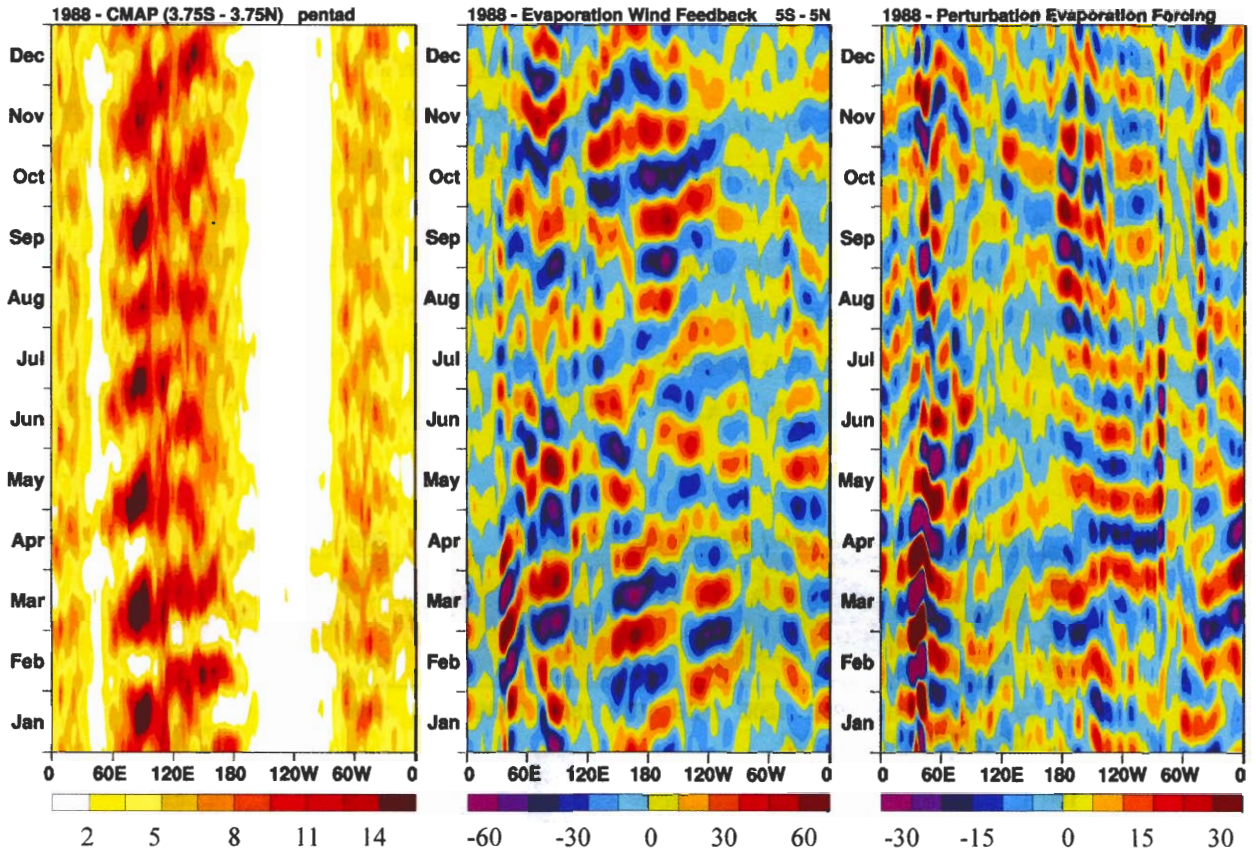 1988 - CMAP (3.75S - 3.75N) pentad
Dec
Nov
Oct
Sep
Aug
Jul
Jun
May
Apr
Mar
Feb
Jan
0 60E 120E 180 120W 60W 0
2 5 8 11 14
1988 - Evaporation Wind Feedback 5S - 5N
Dec
Nov
Oct
Sep
Aug
Jul
Jun
May
Apr
Mar
Feb
Jan
0 60E 120E 180 120W 60W 0
-60 -30 0 30 60
1988 - Perturbation Evaporation Forcing
Dec
Nov
Oct
Sep
Aug
Jul
Jun
May
Apr
Mar
Feb
Jan
0 60E 120E 180 120W 60W 0
-30 -15 0 15 30